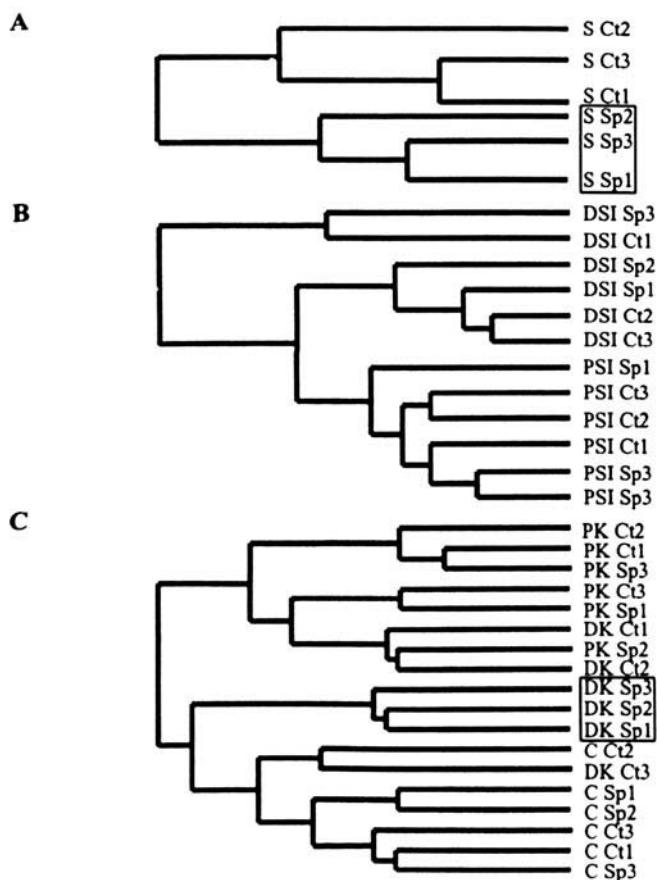 A
S Ct2
S Ct3
S Ct1
S Sp2
S Sp3
S Sp1
B
DSI Sp3
DSI Ct1
DSI Sp2
DSI Sp1
DSI Ct2
DSI Ct3
PSI Sp1
PSI Ct3
PSI Ct2
PSI Ct1
PSI Sp3
PSI Sp3
C
PK Ct2
PK Ct1
PK Sp3
PK Ct3
PK Sp1
DK Ct1
PK Sp2
DK Ct2
DK Sp3
DK Sp2
DK Sp1
C Ct2
DK Ct3
C Sp1
C Sp2
C Ct3
C Ct1
C Sp3